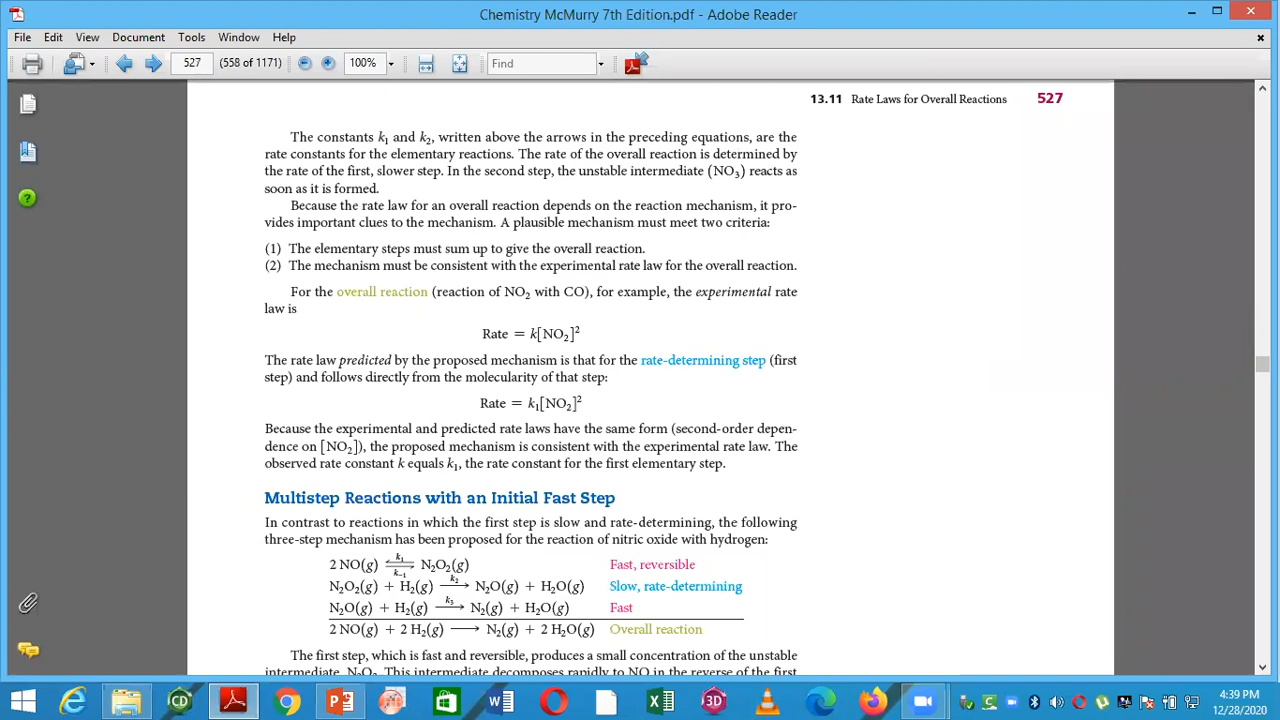 Chemistry McMurry 7th Edition.pdf - Adobe Reader
File Edit View Document Tools Window Help
527 (558 of 1171) 100% Find
13.11 Rate Laws for Overall Reactions 527
The constants k₁ and k₂, written above the arrows in the preceding equations, are the
rate constants for the elementary reactions. The rate of the overall reaction is determined by
the rate of the first, slower step. In the second step, the unstable intermediate (NO₃) reacts as
soon as it is formed.
Because the rate law for an overall reaction depends on the reaction mechanism, it pro-
vides important clues to the mechanism. A plausible mechanism must meet two criteria:
(1) The elementary steps must sum up to give the overall reaction.
(2) The mechanism must be consistent with the experimental rate law for the overall reaction.
For the overall reaction (reaction of NO₂ with CO), for example, the experimental rate
law is
Rate = k[NO₂]²
The rate law predicted by the proposed mechanism is that for the rate-determining step (first
step) and follows directly from the molecularity of that step:
Rate = k₁[NO₂]²
Because the experimental and predicted rate laws have the same form (second-order depen-
dence on [NO₂]), the proposed mechanism is consistent with the experimental rate law. The
observed rate constant k equals k₁, the rate constant for the first elementary step.
Multistep Reactions with an Initial Fast Step
In contrast to reactions in which the first step is slow and rate-determining, the following
three-step mechanism has been proposed for the reaction of nitric oxide with hydrogen:
2 NO(g) ⇌ N₂O₂(g) k₁ k₋₁ Fast, reversible
N₂O₂(g) + H₂(g) —k₂→ N₂O(g) + H₂O(g) Slow, rate-determining
N₂O(g) + H₂(g) —k₃→ N₂(g) + H₂O(g) Fast
2 NO(g) + 2 H₂(g) ⟶ N₂(g) + 2 H₂O(g) Overall reaction
The first step, which is fast and reversible, produces a small concentration of the unstable
intermediate, N₂O₂. This intermediate decomposes rapidly to NO in the reverse of the first
4:39 PM
12/28/2020